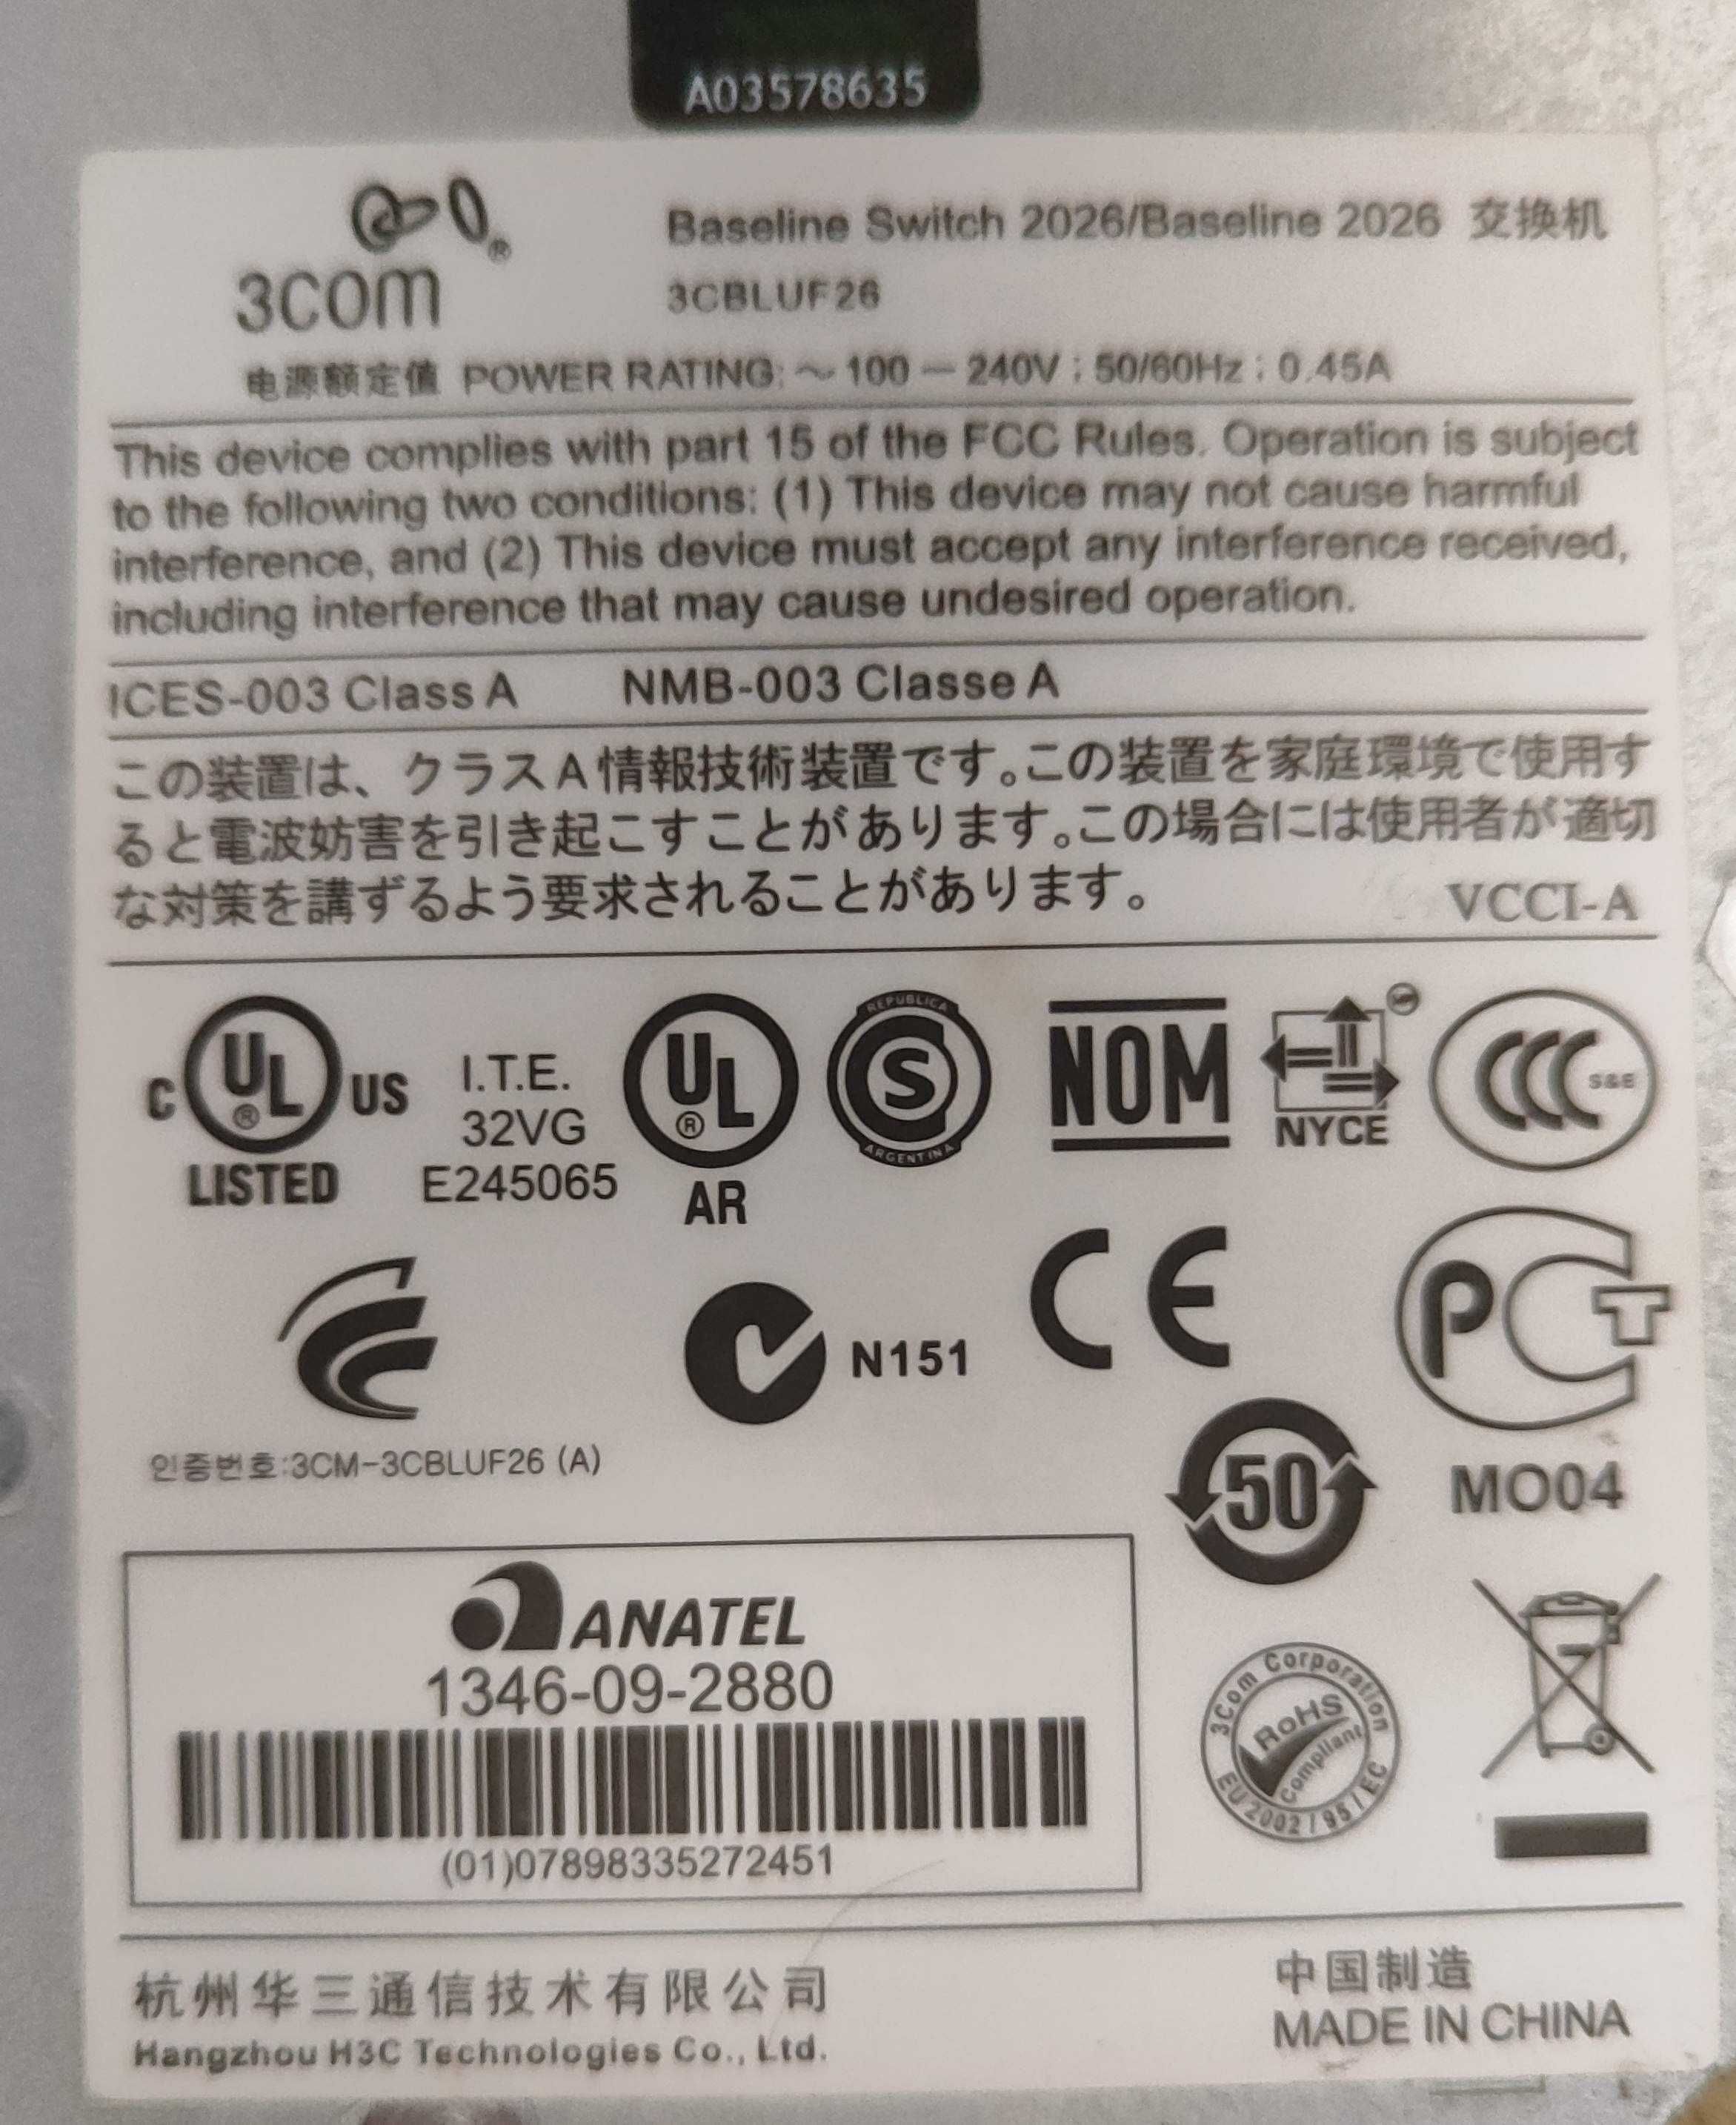 A03578635
3COM®
Baseline Switch 2026/Baseline 2026 交换机
3CBLUF26
电源额定值 POWER RATING: ～ 100 — 240V ; 50/60Hz ; 0.45A
This device complies with part 15 of the FCC Rules. Operation is subject
to the following two conditions: (1) This device may not cause harmful
interference, and (2) This device must accept any interference received,
including interference that may cause undesired operation.
ICES-003 Class A NMB-003 Classe A
この装置は、クラスA情報技術装置です。この装置を家庭環境で使用す
ると電波妨害を引き起こすことがあります。この場合には使用者が適切
な対策を講ずるよう要求されることがあります。 VCCI-A
C UL® US LISTED
I.T.E.
32VG
E245065
UL® AR
REPUBLICA S ARGENTINA
NOM
NYCE
CCC S&E
N151
CE
PCT
MO04
인증번호:3CM-3CBLUF26 (A)
50
ANATEL
1346-09-2880
(01)07898335272451
3Com Corporation
RoHS
Compliant
EU 2002 / 95 / EC
杭州华三通信技术有限公司
Hangzhou H3C Technologies Co., Ltd.
中国制造
MADE IN CHINA